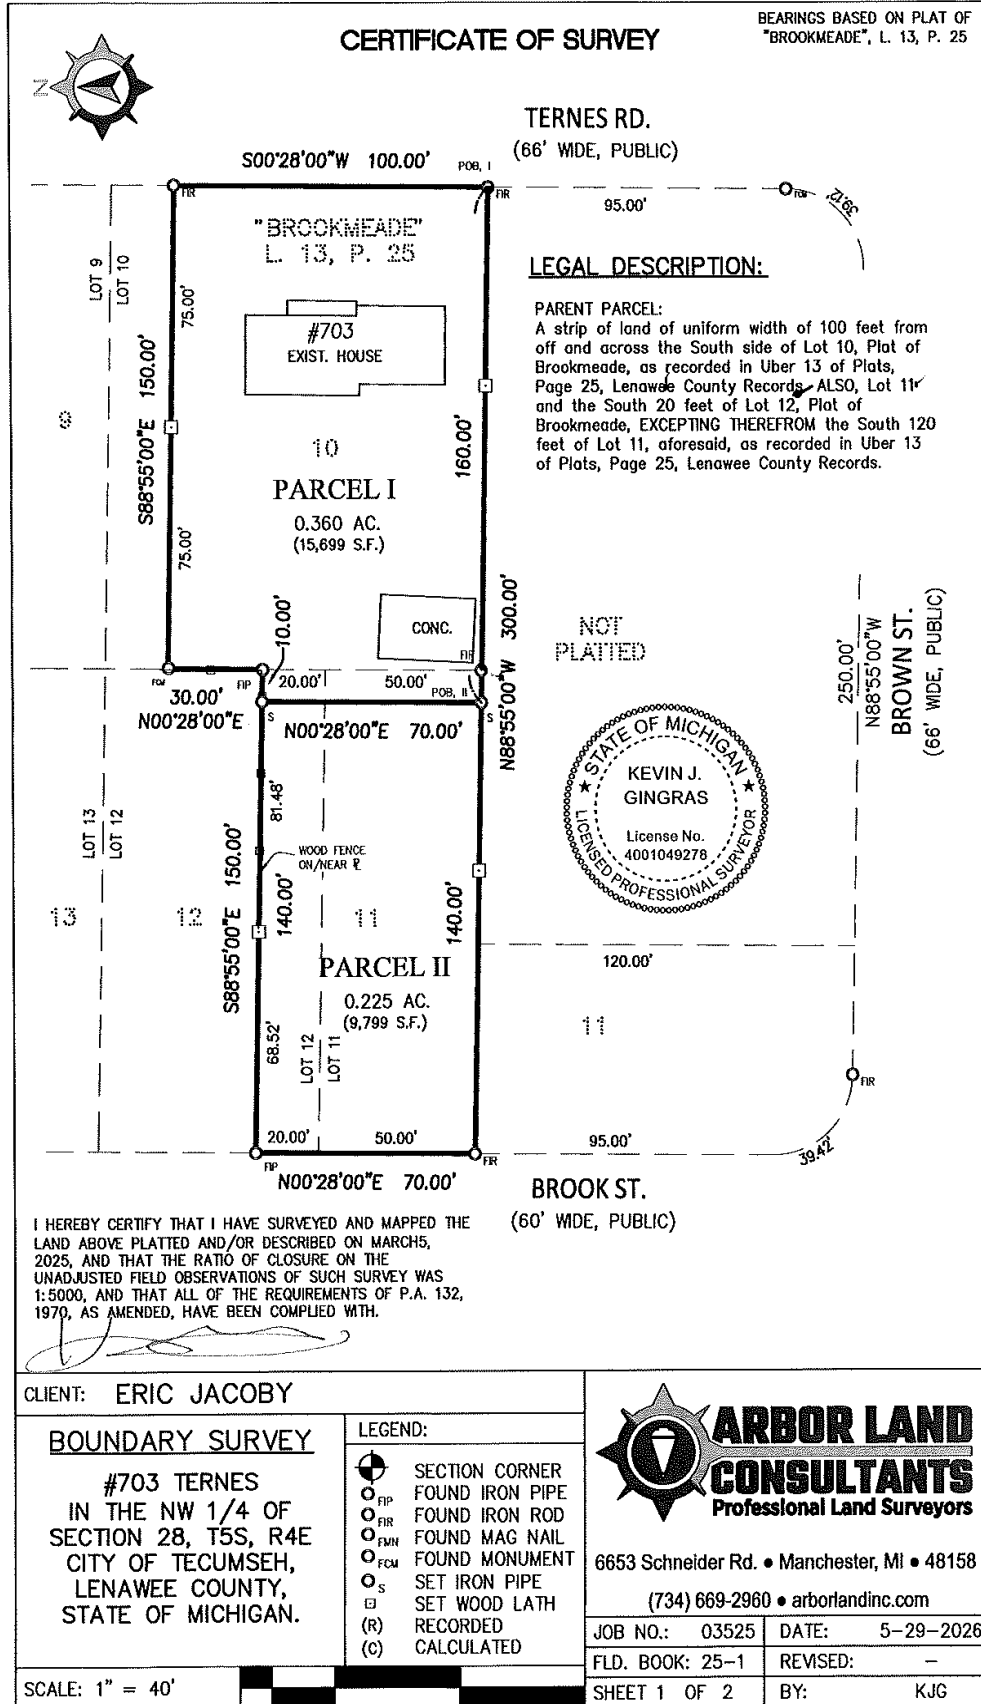 CERTIFICATE OF SURVEY
BEARINGS BASED ON PLAT OF
"BROOKMEADE", L. 13, P. 25
Z
TERNES RD.
(66' WIDE, PUBLIC)
S00°28'00"W 100.00'
POB, I
FIR
FIR
95.00'
FCM
39.12'
"BROOKMEADE"
L. 13, P. 25
LOT 9
LOT 10
75.00'
#703
EXIST. HOUSE
S88°55'00"E 150.00'
9
10
160.00'
PARCEL I
0.360 AC.
(15,699 S.F.)
75.00'
LEGAL DESCRIPTION:
PARENT PARCEL:
A strip of land of uniform width of 100 feet from
off and across the South side of Lot 10, Plat of
Brookmeade, as recorded in Uber 13 of Plats,
Page 25, Lenawee County Records, ALSO, Lot 11
and the South 20 feet of Lot 12, Plat of
Brookmeade, EXCEPTING THEREFROM the South 120
feet of Lot 11, aforesaid, as recorded in Uber 13
of Plats, Page 25, Lenawee County Records.
CONC.
FIR
10.00'
N88°55'00"W 300.00'
NOT
PLATTED
250.00'
N88°55'00"W
BROWN ST.
(66' WIDE, PUBLIC)
FCM
30.00'
FIP
20.00'
50.00'
POB, II
N00°28'00"E
S
N00°28'00"E 70.00'
S
STATE OF MICHIGAN
KEVIN J.
GINGRAS
License No.
4001049278
LICENSED PROFESSIONAL SURVEYOR
81.48'
WOOD FENCE
ON/NEAR ℄
LOT 13
LOT 12
S88°55'00"E 150.00'
140.00'
140.00'
13
12
11
120.00'
PARCEL II
0.225 AC.
(9,799 S.F.)
11
68.52'
LOT 12
LOT 11
FIR
20.00'
50.00'
95.00'
39.42'
FIP
N00°28'00"E 70.00'
FIR
BROOK ST.
(60' WIDE, PUBLIC)
I HEREBY CERTIFY THAT I HAVE SURVEYED AND MAPPED THE
LAND ABOVE PLATTED AND/OR DESCRIBED ON MARCH5,
2025, AND THAT THE RATIO OF CLOSURE ON THE
UNADJUSTED FIELD OBSERVATIONS OF SUCH SURVEY WAS
1:5000, AND THAT ALL OF THE REQUIREMENTS OF P.A. 132,
1970, AS AMENDED, HAVE BEEN COMPLIED WITH.
CLIENT: ERIC JACOBY
BOUNDARY SURVEY
#703 TERNES
IN THE NW 1/4 OF
SECTION 28, T5S, R4E
CITY OF TECUMSEH,
LENAWEE COUNTY,
STATE OF MICHIGAN.
SCALE: 1" = 40'
LEGEND:
SECTION CORNER
FIP FOUND IRON PIPE
FIR FOUND IRON ROD
FMN FOUND MAG NAIL
FCM FOUND MONUMENT
S SET IRON PIPE
SET WOOD LATH
(R) RECORDED
(C) CALCULATED
ARBOR LAND
CONSULTANTS
Professional Land Surveyors
6653 Schneider Rd. ● Manchester, MI ● 48158
(734) 669-2960 ● arborlandinc.com
JOB NO.: 03525
DATE: 5-29-2026
FLD. BOOK: 25-1
REVISED: –
SHEET 1 OF 2
BY: KJG